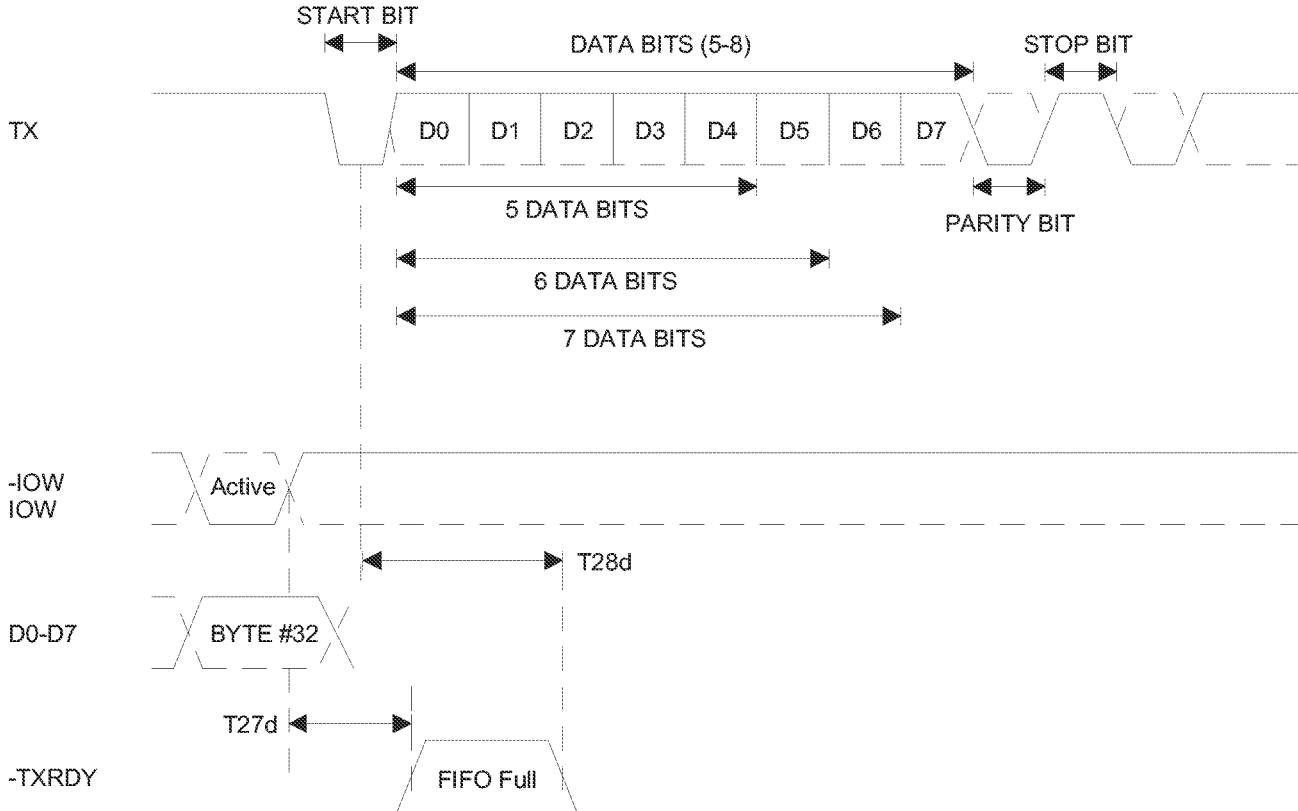 START BIT
DATA BITS (5-8)
STOP BIT
TX
D0 D1 D2 D3 D4 D5 D6 D7
5 DATA BITS
PARITY BIT
6 DATA BITS
7 DATA BITS
-IOW
IOW
Active
T28d
D0-D7
BYTE #32
T27d
-TXRDY
FIFO Full